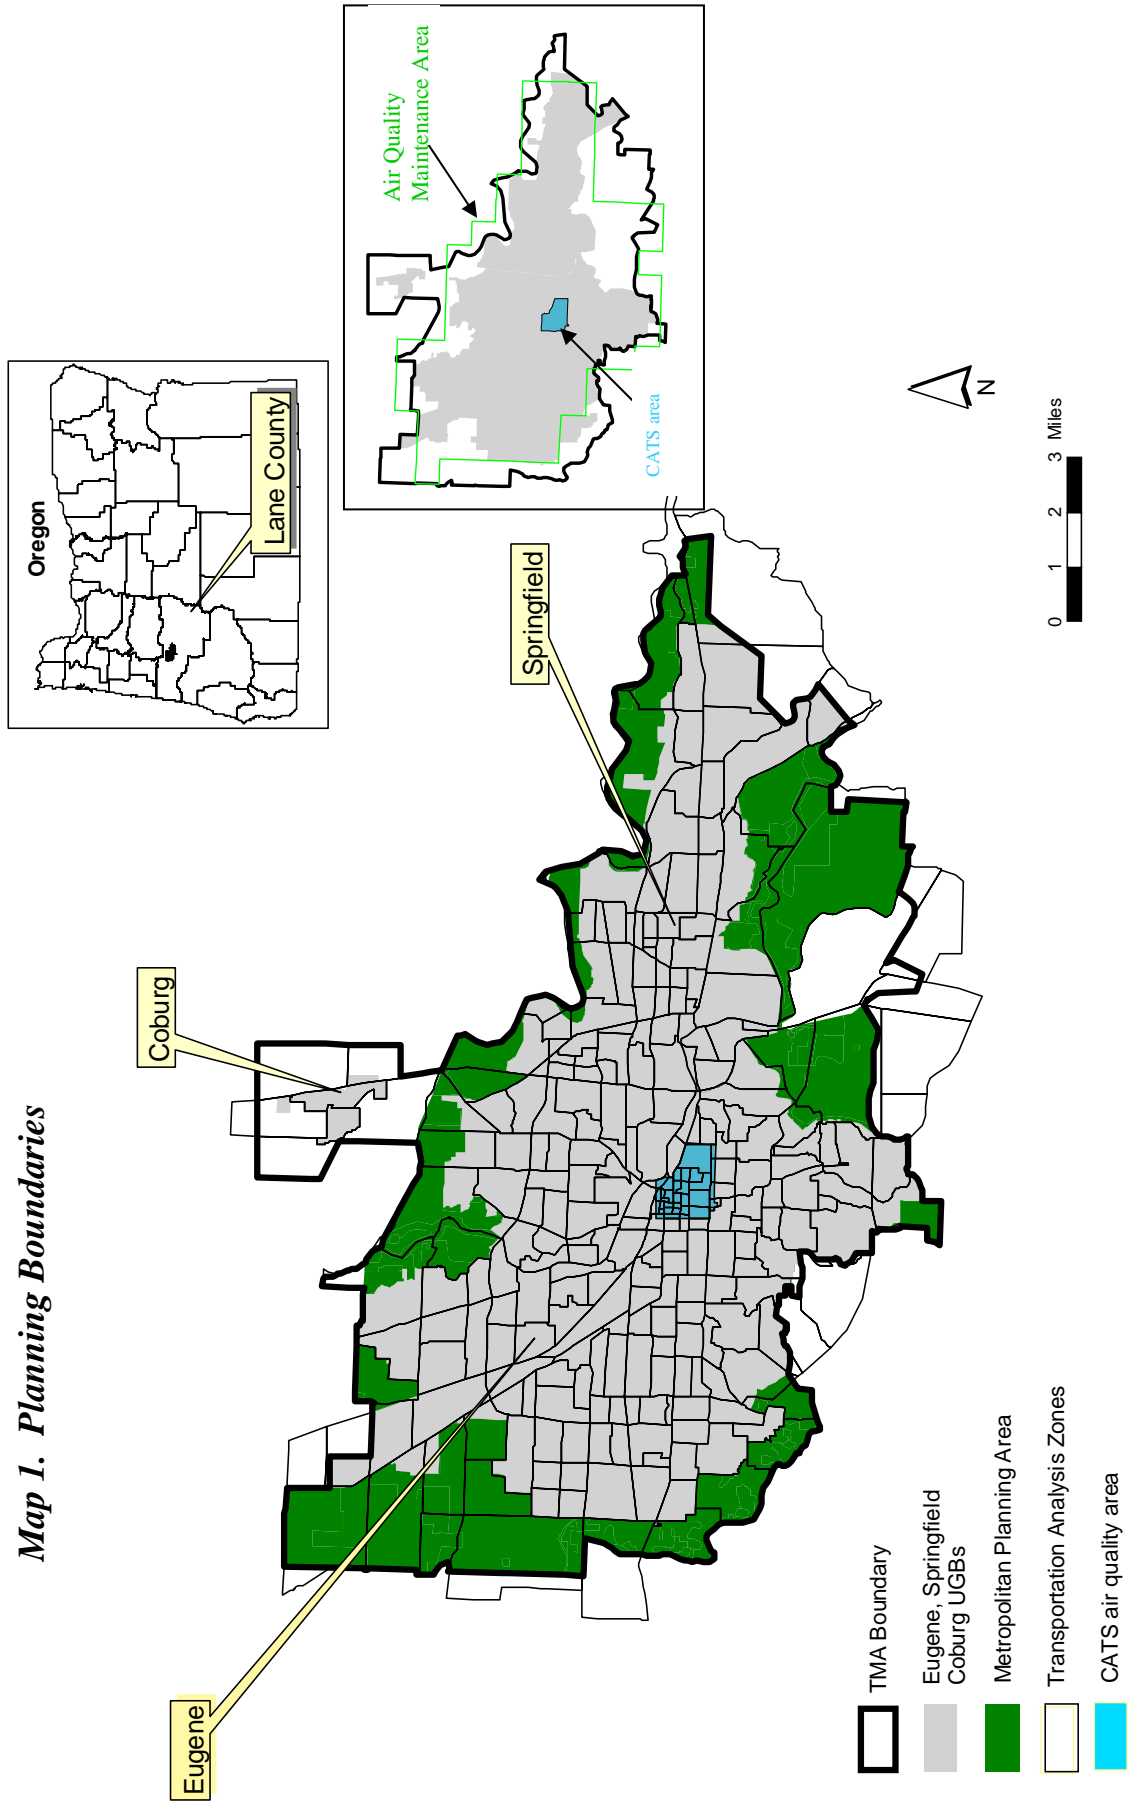 Map 1. Planning Boundaries
Eugene
Coburg
Springfield
Oregon
Lane County
Air Quality
Maintenance Area
CATS area
N
0 1 2 3 Miles
TMA Boundary
Eugene, Springfield
Coburg UGBs
Metropolitan Planning Area
Transportation Analysis Zones
CATS air quality area